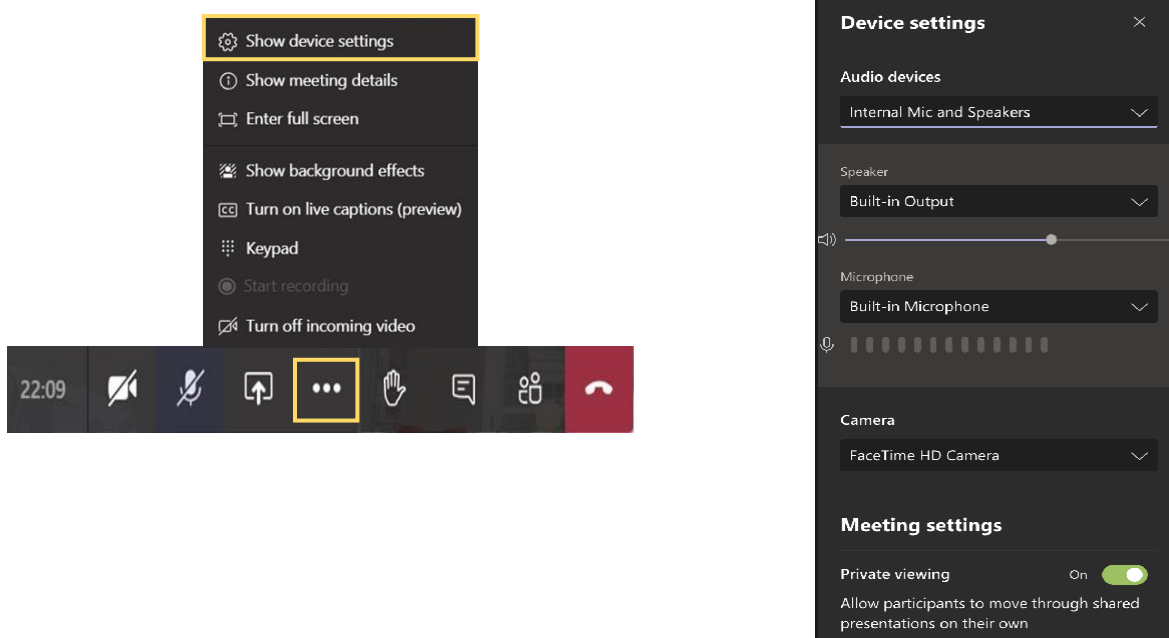 Show device settings
Show meeting details
Enter full screen
Show background effects
CC Turn on live captions (preview)
Keypad
Start recording
Turn off incoming video
22:09
Device settings
Audio devices
Internal Mic and Speakers
Speaker
Built-in Output
Microphone
Built-in Microphone
Camera
FaceTime HD Camera
Meeting settings
Private viewing On
Allow participants to move through shared
presentations on their own